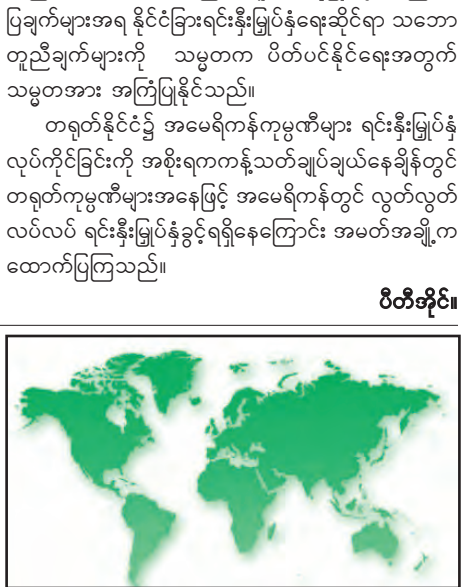 ပြချက်များအရ နိုင်ငံခြားရင်းနှီးမြှုပ်နှံရေးဆိုင်ရာ သဘော
တူညီချက်များကို သမ္မတက ပိတ်ပင်နိုင်ရေးအတွက်
သမ္မတအား အကြံပြုနိုင်သည်။
တရုတ်နိုင်ငံ၌ အမေရိကန်ကုမ္ပဏီများ ရင်းနှီးမြှုပ်နှံ
လုပ်ကိုင်ခြင်းကို အစိုးရကကန့်သတ်ချုပ်ချယ်နေချိန်တွင်
တရုတ်ကုမ္ပဏီများအနေဖြင့် အမေရိကန်တွင် လွတ်လွတ်
လပ်လပ် ရင်းနှီးမြှုပ်နှံခွင့်ရရှိနေကြောင်း အမတ်အချို့က
ထောက်ပြကြသည်။
ပီတီအိုင်။